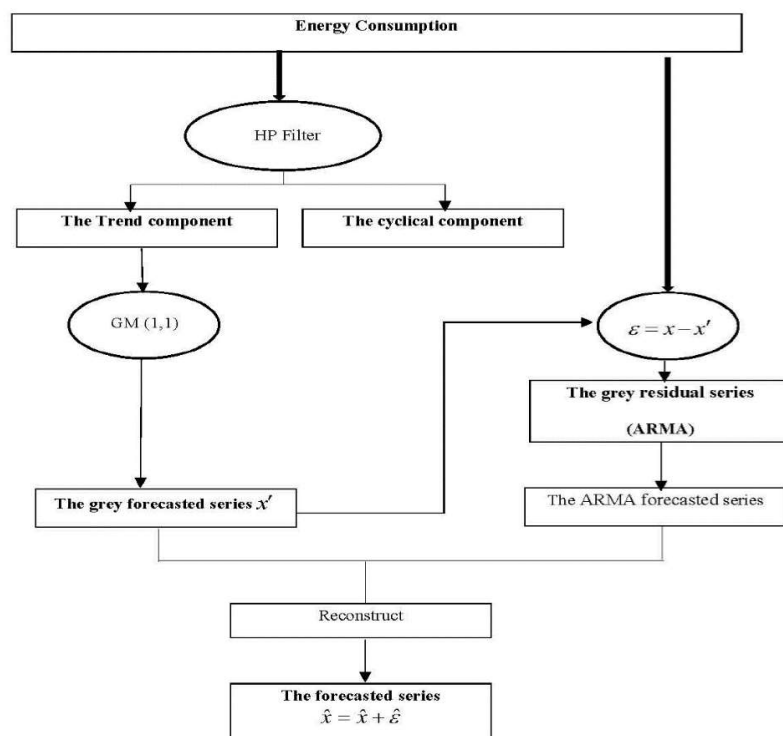 Energy Consumption
HP Filter
The Trend component
The cyclical component
GM (1,1)
ε = x − x′
The grey residual series
(ARMA)
The grey forecasted series x′
The ARMA forecasted series
Reconstruct
The forecasted series
x̂ = x̂ + ε̂